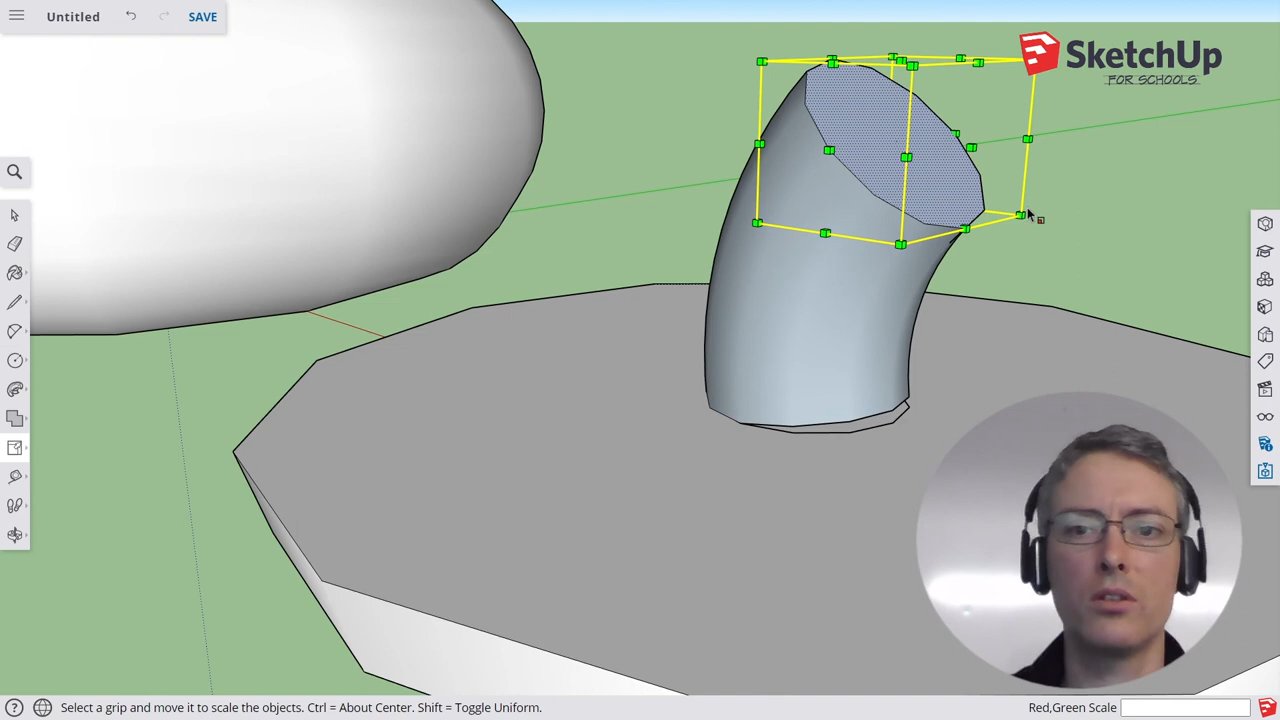 Untitled
SAVE
SketchUp
FOR SCHOOLS
Select a grip and move it to scale the objects. Ctrl = About Center. Shift = Toggle Uniform.
Red,Green Scale